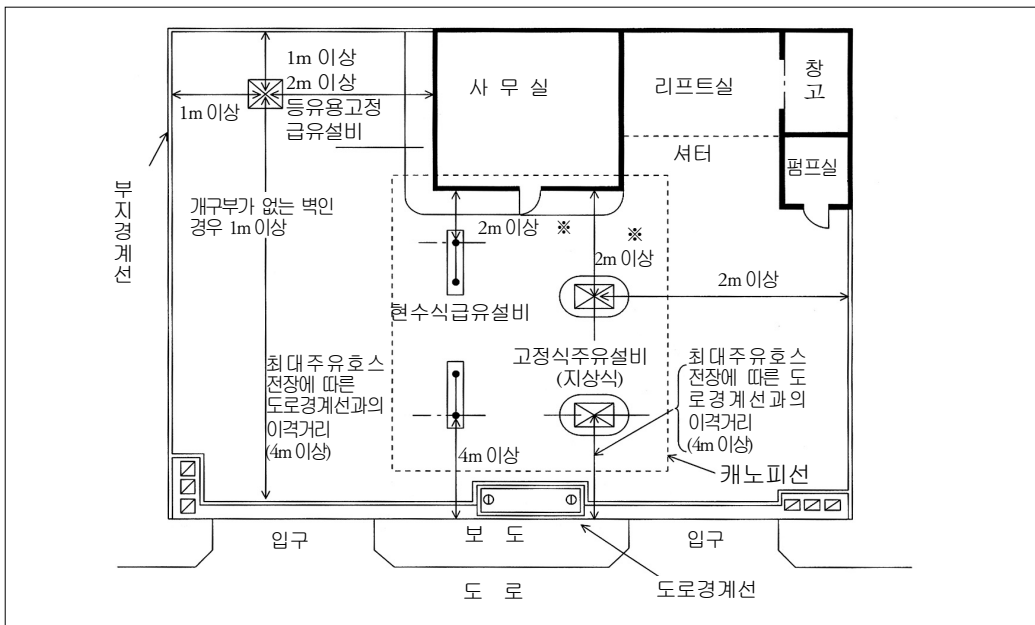 1m 이상
2m 이상
1m 이상
등유용고정
급유설비
사 무 실
리프트실
창고
셔터
펌프실
부지경계선
개구부가 없는 벽인
경우 1m 이상
2m 이상 ※
※
2m 이상
2m 이상
현수식급유설비
고정식주유설비
(지상식)
최대주유호스
전장에 따른
도로경계선과의
이격거리
(4m 이상)
최대주유호스
전장에 따른 도
로경계선과의
이격거리
(4m 이상)
4m 이상
캐노피선
입구
보 도
입구
도 로
도로경계선